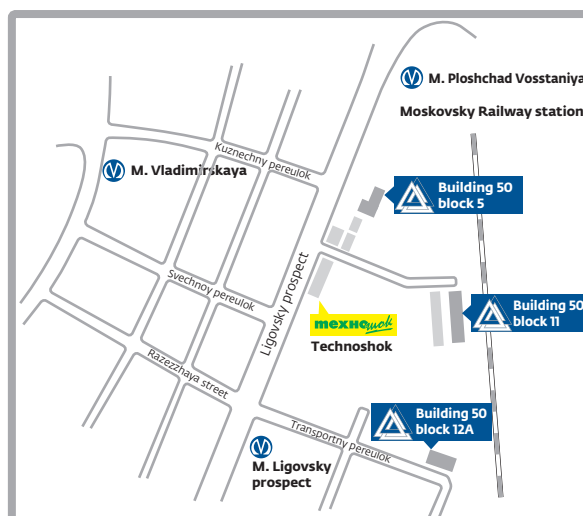 M. Ploshchad Vosstaniya
Moskovsky Railway station
Kuznechny pereulok
M. Vladimirskaya
Building 50
block 5
Svechnoy pereulok
Ligovsky prospect
Building 50
block 11
техношок
Technoshok
Razezzhaya street
Building 50
block 12A
Transportny pereulok
M. Ligovsky
prospect